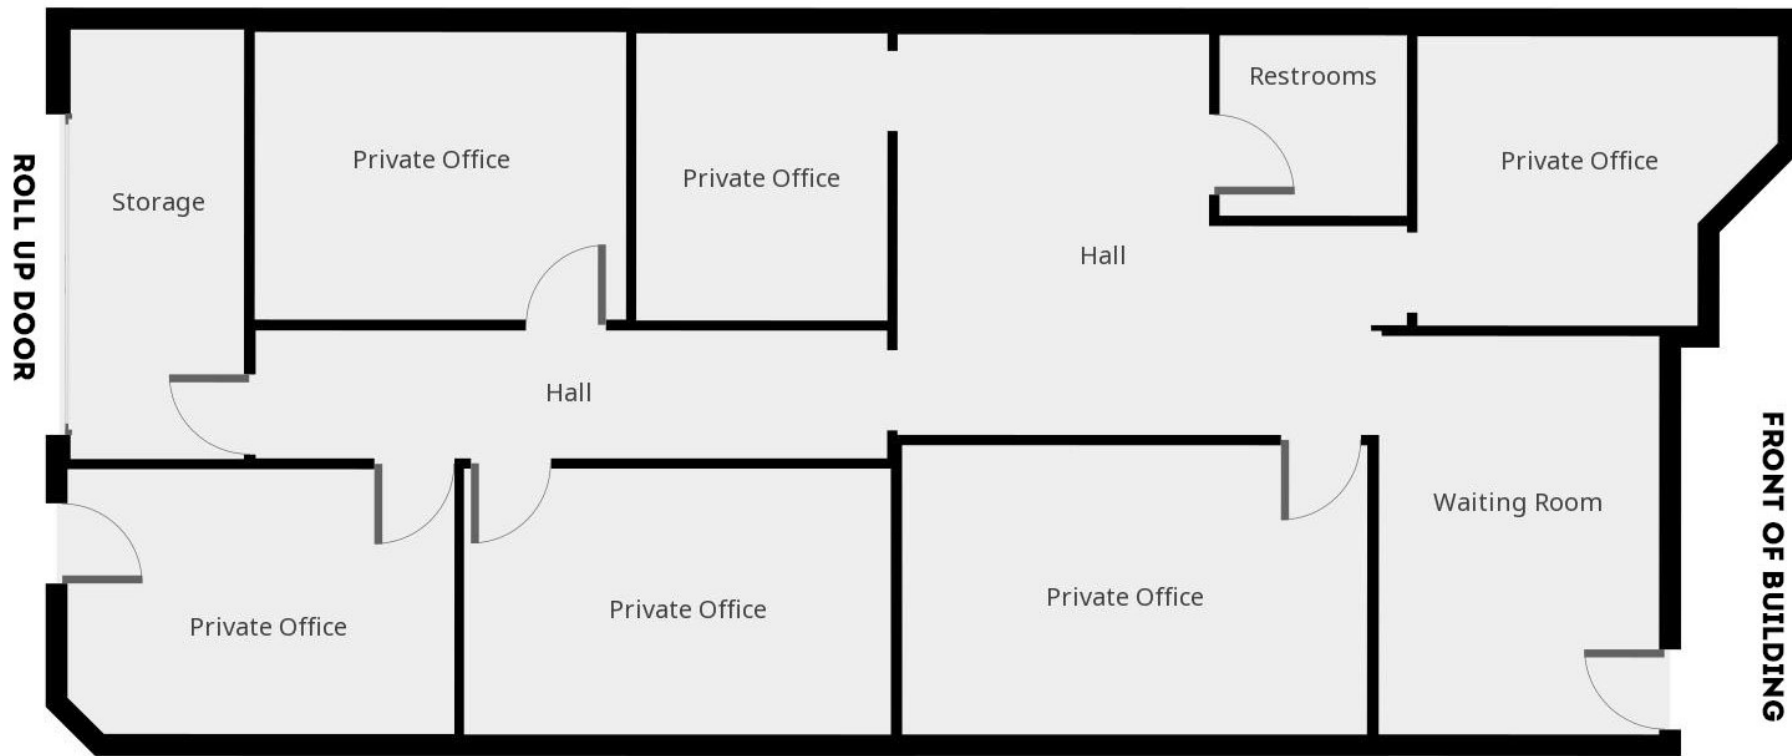 Restrooms
Private Office
Private Office
Private Office
Storage
ROLL UP DOOR
Hall
Hall
FRONT OF BUILDING
Waiting Room
Private Office
Private Office
Private Office